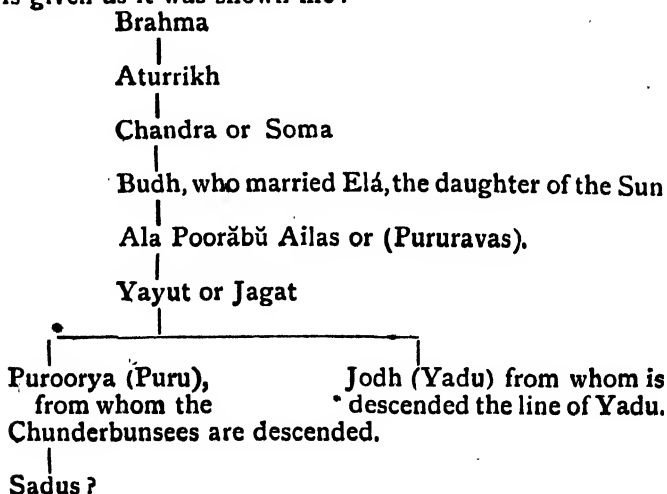 is given as it was shown me :
Brahma
Aturrikh
Chandra or Soma
Budh, who married Elá, the daughter of the Sun
Ala Poorăbŭ Ailas or (Pururavas).
Yayut or Jagat
Puroorya (Puru),
from whom the
Chunderbunsees are descended.
Jodh (Yadu) from whom is
descended the line of Yadu.
Sadus ?